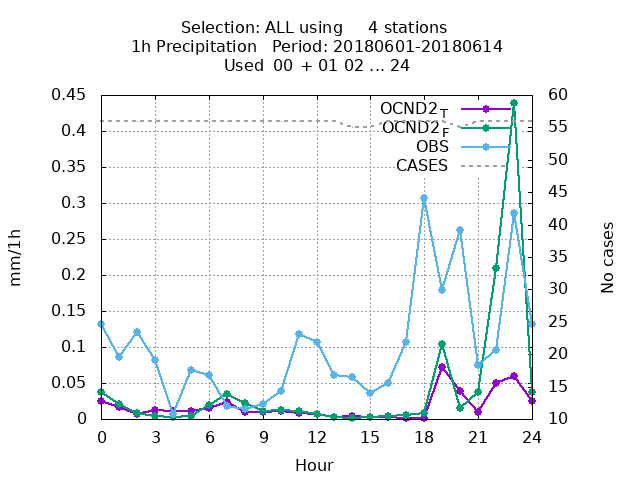 Selection: ALL using 4 stations
1h Precipitation Period: 20180601-20180614
Used 00 + 01 02 ... 24
0.45
0.4
0.35
0.3
0.25
0.2
0.15
0.1
0.05
0
mm/1h
OCND2T
OCND2F
OBS
CASES
60
55
50
45
40
35
30
25
20
15
10
No cases
0 3 6 9 12 15 18 21 24
Hour